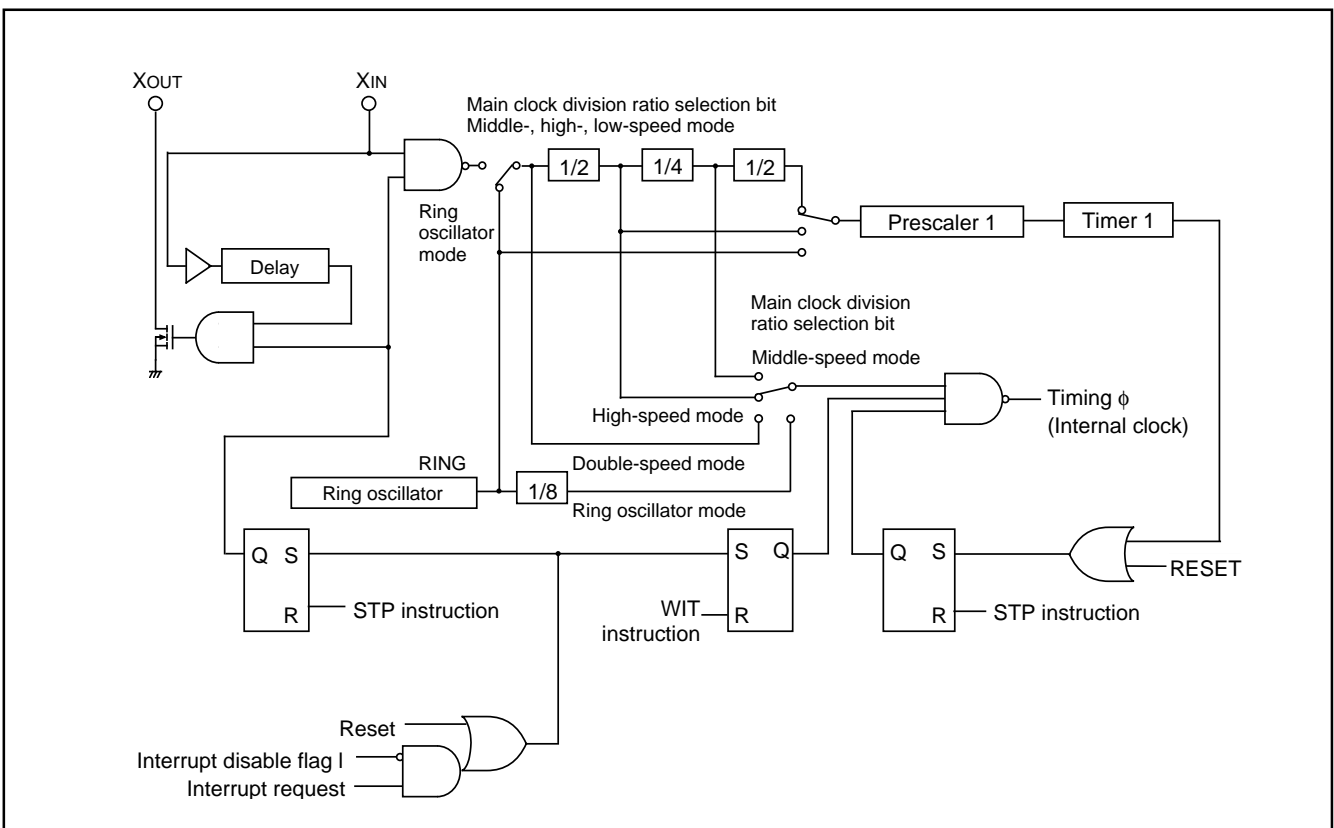 XOUT
XIN
Main clock division ratio selection bit
Middle-, high-, low-speed mode
1/2
1/4
1/2
Ring
oscillator
mode
Prescaler 1
Timer 1
Delay
Main clock division
ratio selection bit
Middle-speed mode
Timing ϕ
(Internal clock)
High-speed mode
RING
Double-speed mode
Ring oscillator
1/8
Ring oscillator mode
Q S
R
STP instruction
S Q
R
WIT
instruction
Q S
R
STP instruction
RESET
Reset
Interrupt disable flag I
Interrupt request